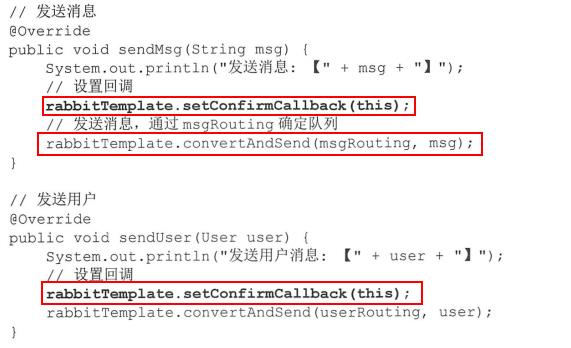 // 发送消息
@Override
public void sendMsg(String msg) {
System.out.println("发送消息: 【" + msg + "】");
// 设置回调
rabbitTemplate.setConfirmCallback(this);
// 发送消息，通过 msgRouting 确定队列
rabbitTemplate.convertAndSend(msgRouting, msg);
}
// 发送用户
@Override
public void sendUser(User user) {
System.out.println("发送用户消息: 【" + user + "】");
// 设置回调
rabbitTemplate.setConfirmCallback(this);
rabbitTemplate.convertAndSend(userRouting, user);
}